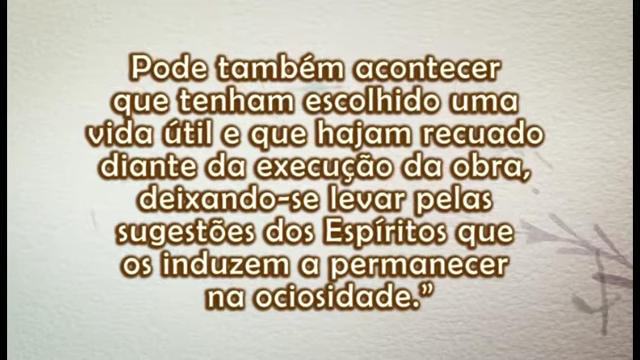 Pode também acontecer
que tenham escolhido uma
vida útil e que hajam recuado
diante da execução da obra,
deixando-se levar pelas
sugestões dos Espíritos que
os induzem a permanecer
na ociosidade.”